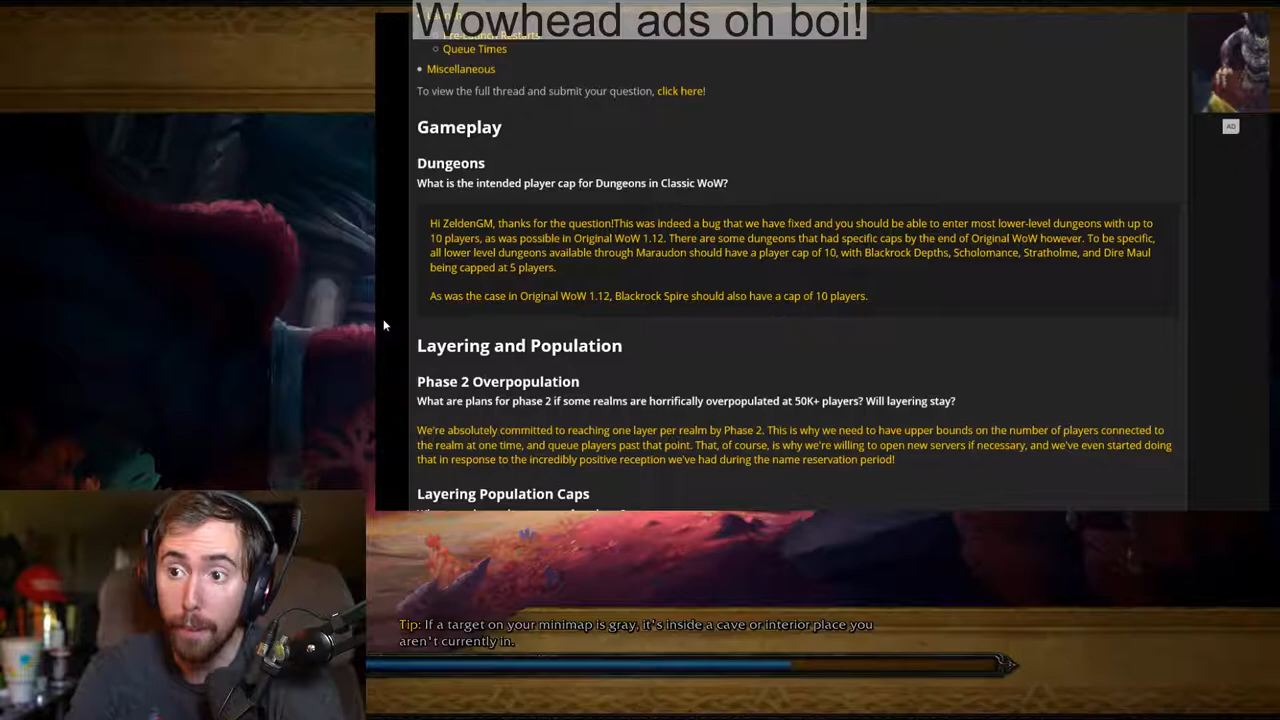 Wowhead ads oh boi!
Pre-Launch Restarts
Queue Times
Miscellaneous
To view the full thread and submit your question, click here!
AD
Gameplay
Dungeons
What is the intended player cap for Dungeons in Classic WoW?
Hi ZeldenGM, thanks for the question!This was indeed a bug that we have fixed and you should be able to enter most lower-level dungeons with up to
10 players, as was possible in Original WoW 1.12. There are some dungeons that had specific caps by the end of Original WoW however. To be specific,
all lower level dungeons available through Maraudon should have a player cap of 10, with Blackrock Depths, Scholomance, Stratholme, and Dire Maul
being capped at 5 players.
As was the case in Original WoW 1.12, Blackrock Spire should also have a cap of 10 players.
Layering and Population
Phase 2 Overpopulation
What are plans for phase 2 if some realms are horrifically overpopulated at 50K+ players? Will layering stay?
We're absolutely committed to reaching one layer per realm by Phase 2. This is why we need to have upper bounds on the number of players connected to
the realm at one time, and queue players past that point. That, of course, is why we're willing to open new servers if necessary, and we've even started doing
that in response to the incredibly positive reception we've had during the name reservation period!
Layering Population Caps
Tip: If a target on your minimap is gray, it's inside a cave or interior place you
aren't currently in.